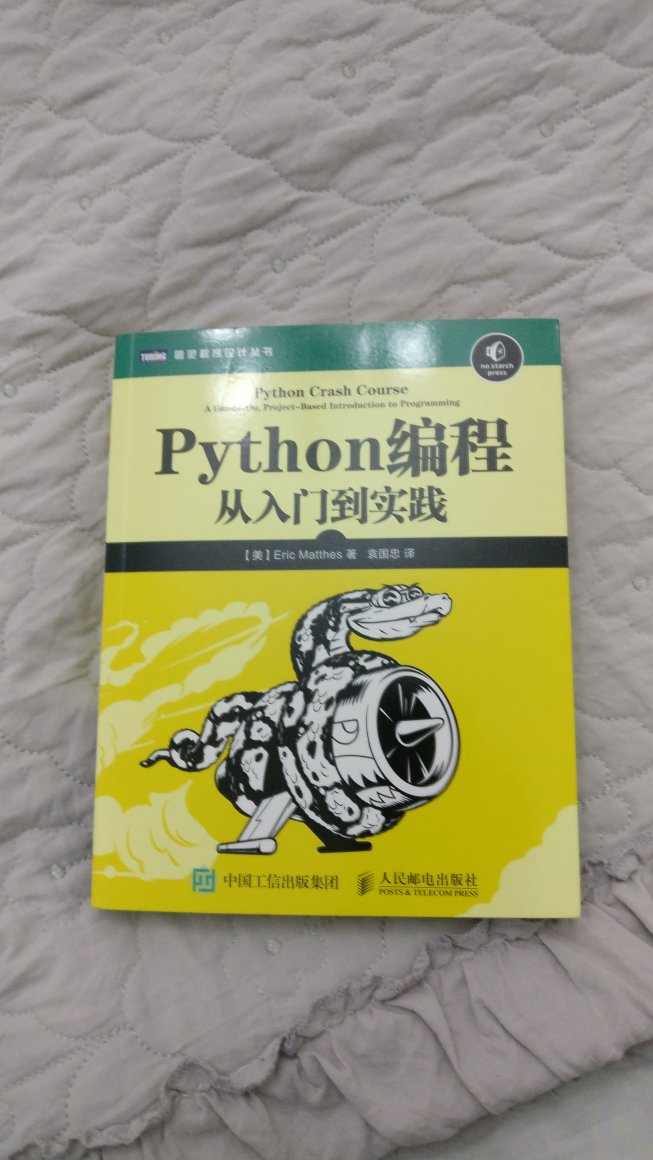 TURING 图灵程序设计丛书
no starch
press
Python Crash Course
A Hands-On, Project-Based Introduction to Programming
Python编程
从入门到实践
【美】Eric Matthes 著 袁国忠 译
中国工信出版集团
人民邮电出版社
POSTS & TELECOM PRESS